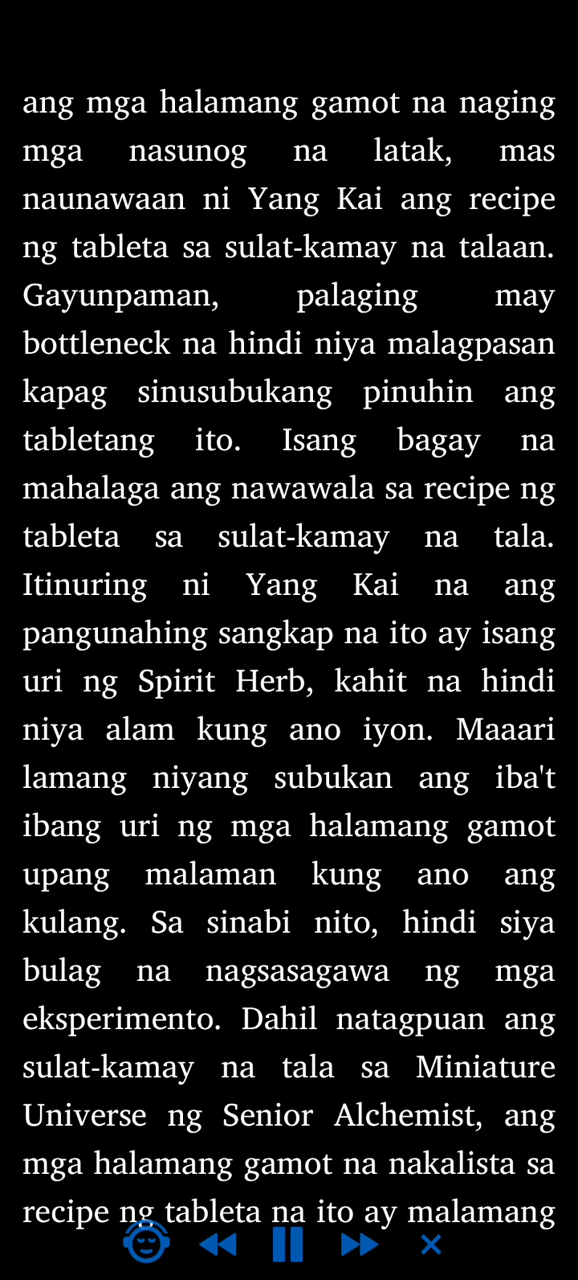 ang mga halamang gamot na naging
mga nasunog na latak, mas
naunawaan ni Yang Kai ang recipe
ng tableta sa sulat-kamay na talaan.
Gayunpaman, palaging may
bottleneck na hindi niya malagpasan
kapag sinusubukang pinuhin ang
tabletang ito. Isang bagay na
mahalaga ang nawawala sa recipe ng
tableta sa sulat-kamay na tala.
Itinuring ni Yang Kai na ang
pangunahing sangkap na ito ay isang
uri ng Spirit Herb, kahit na hindi
niya alam kung ano iyon. Maaari
lamang niyang subukan ang iba't
ibang uri ng mga halamang gamot
upang malaman kung ano ang
kulang. Sa sinabi nito, hindi siya
bulag na nagsasagawa ng mga
eksperimento. Dahil natagpuan ang
sulat-kamay na tala sa Miniature
Universe ng Senior Alchemist, ang
mga halamang gamot na nakalista sa
recipe ng tableta na ito ay malamang